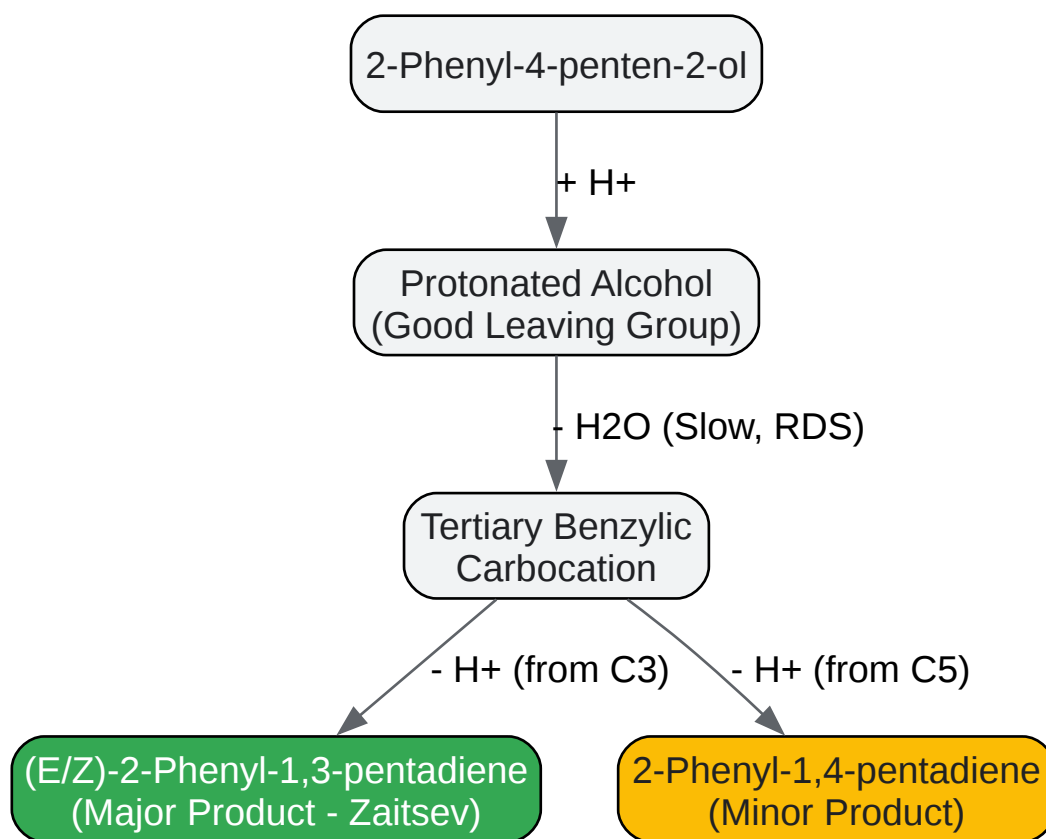 2-Phenyl-4-penten-2-ol
+ H+
Protonated Alcohol
(Good Leaving Group)
- H2O (Slow, RDS)
Tertiary Benzylic
Carbocation
- H+ (from C3)
- H+ (from C5)
(E/Z)-2-Phenyl-1,3-pentadiene
(Major Product - Zaitsev)
2-Phenyl-1,4-pentadiene
(Minor Product)